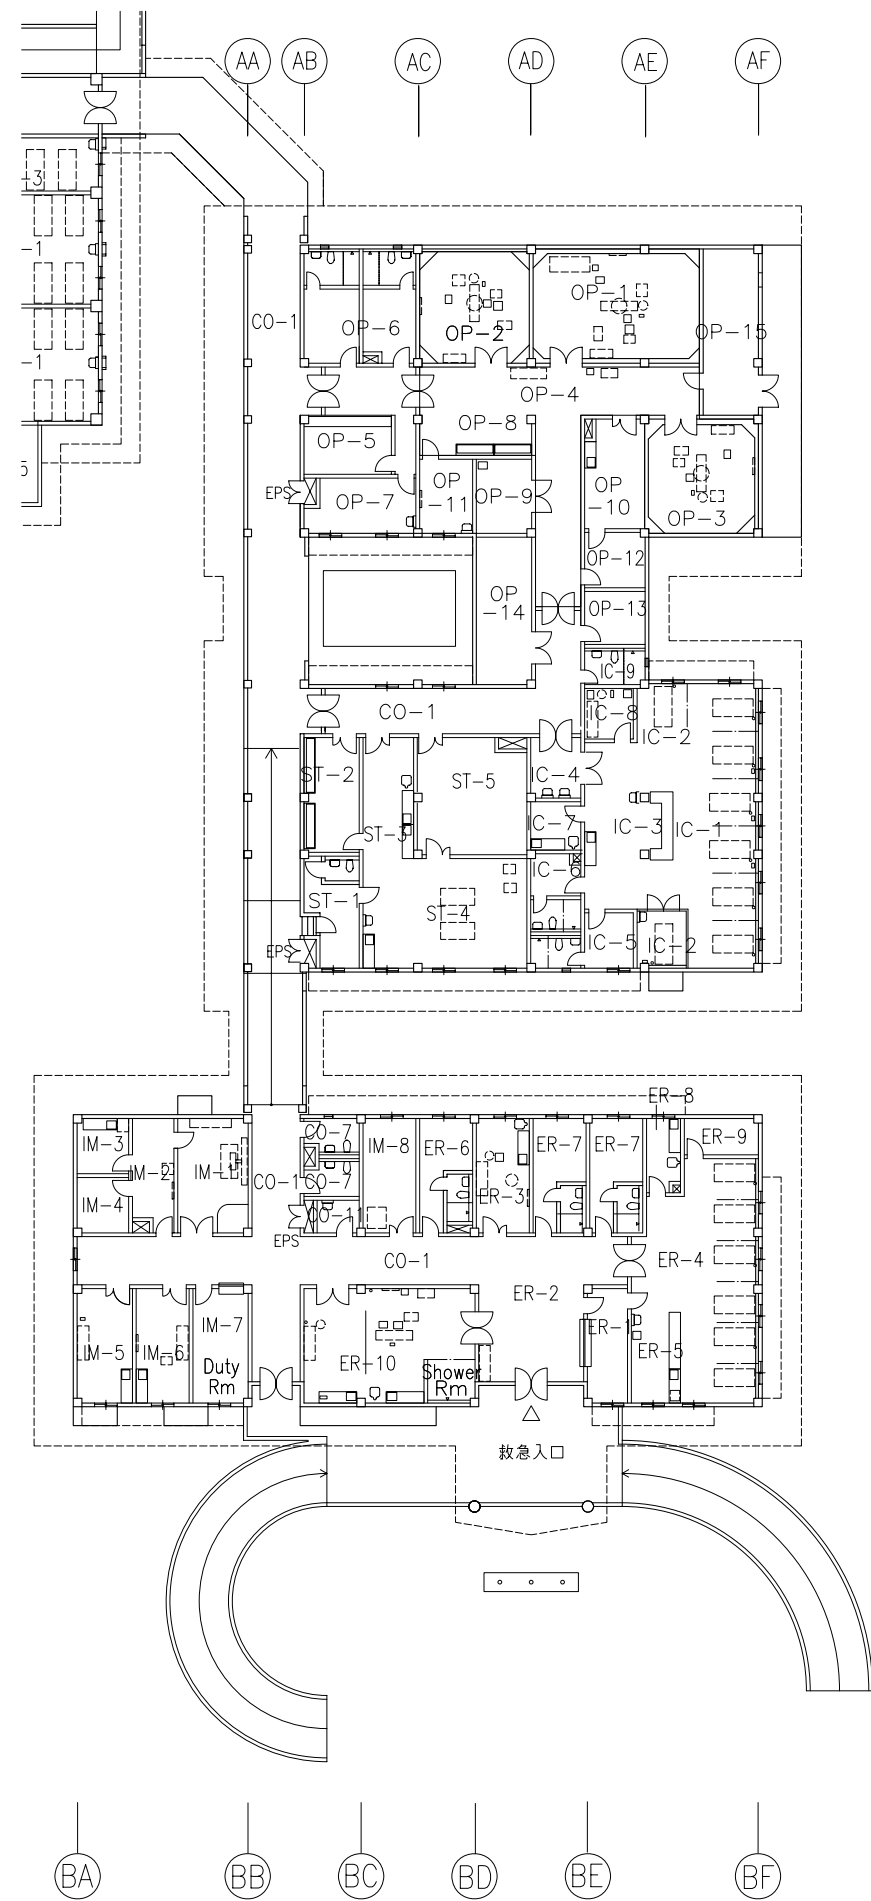 AA
AB
AC
AD
AE
AF
-3
-1
-1
CO-1
OP-6
OP-2
OP-1
OP-15
OP-4
OP-8
OP-5
EPS
OP-7
OP
-11
OP-9
OP
-10
OP-3
OP-12
OP
-14
OP-13
IC-9
IC-8
CO-1
IC-2
ST-2
ST-5
IC-4
ST-3
IC-7
IC-3
IC-1
IC-6
ST-1
ST-4
EPS
IC-5
IC-2
ER-8
IM-3
IM-2
IM-1
CO-7
IM-8
ER-6
ER-7
ER-7
ER-9
CO-1
CO-7
ER-3
IM-4
CO-11
EPS
CO-1
ER-4
ER-2
IM-7
ER-1
IM-5
IM-6
Duty
Rm
ER-10
Shower
Rm
ER-5
救急入口
BA
BB
BC
BD
BE
BF